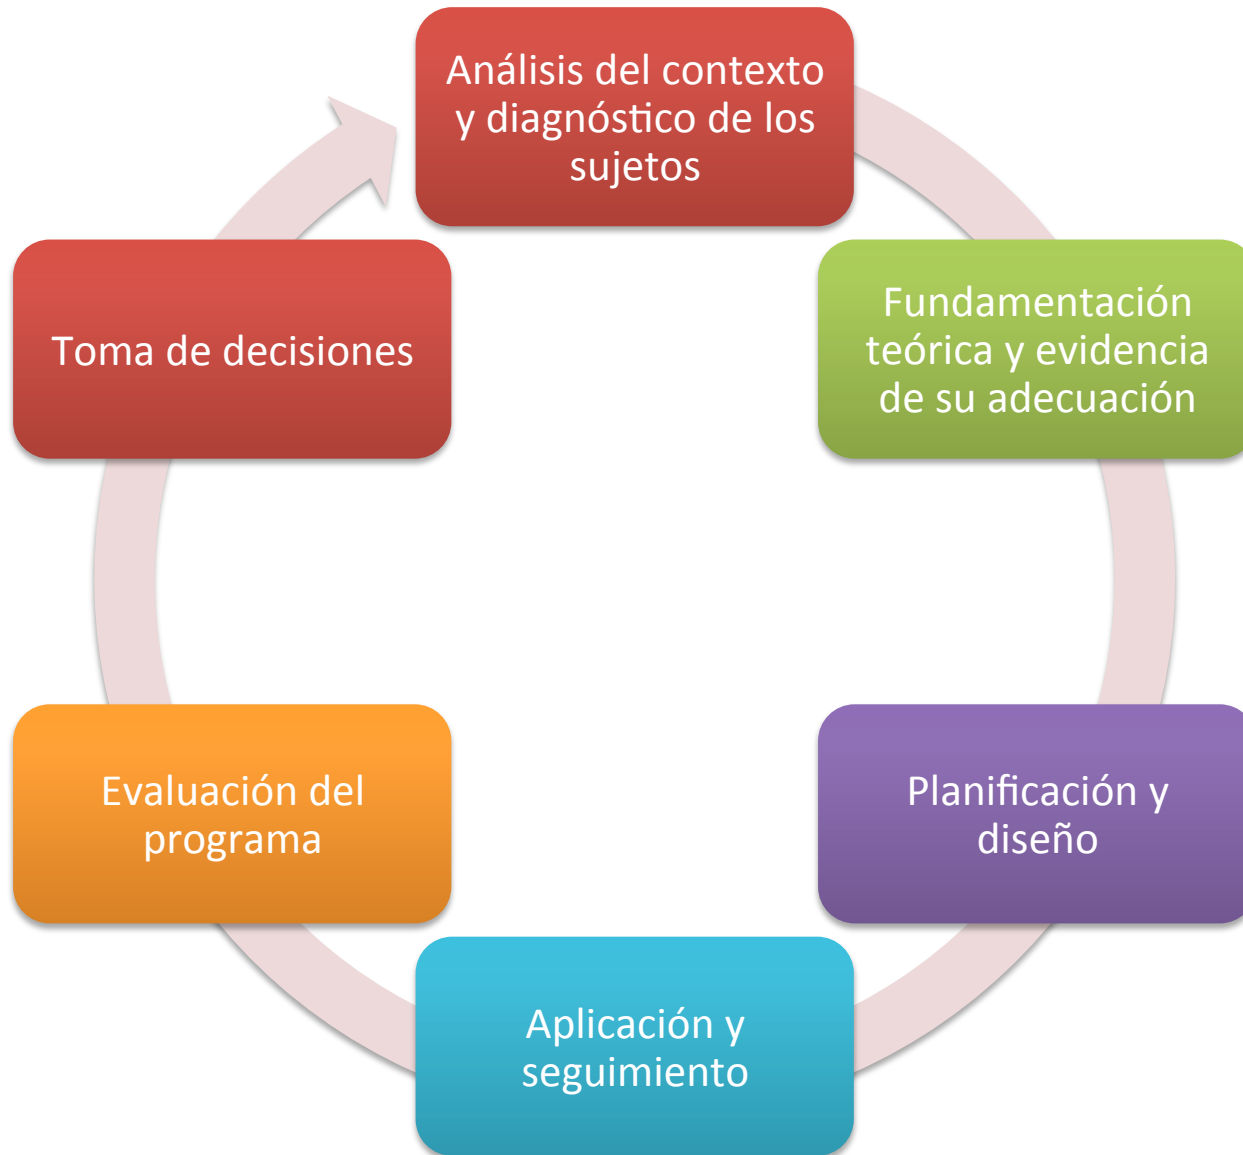 Análisis del contexto
y diagnóstico de los
sujetos
Fundamentación
teórica y evidencia
de su adecuación
Planificación y
diseño
Aplicación y
seguimiento
Evaluación del
programa
Toma de decisiones